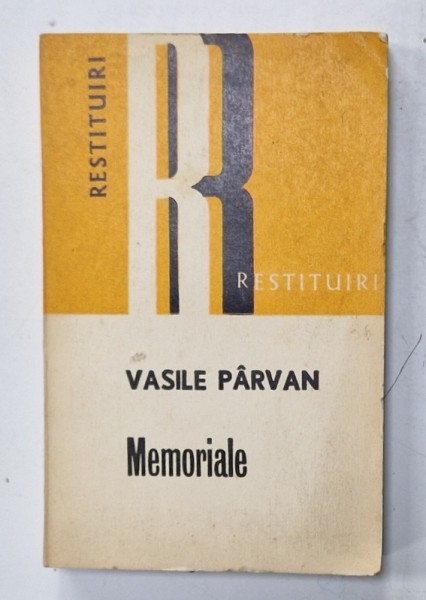 RESTITUIRI
R
RESTITUIRI
VASILE PÂRVAN
Memoriale